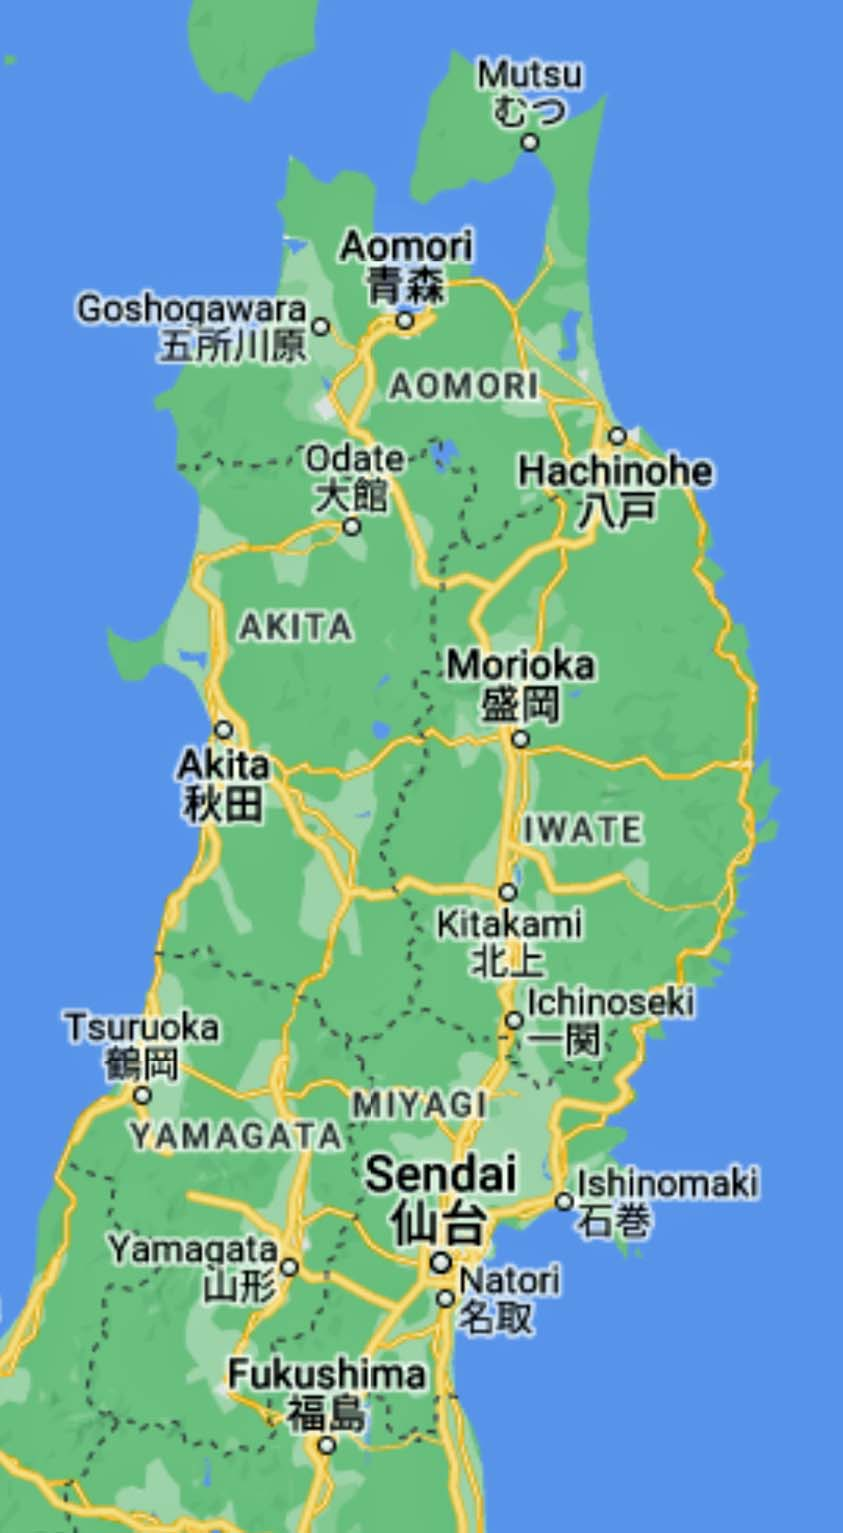 Mutsu
むつ
Aomori
青森
Goshogawara
五所川原
AOMORI
Odate
大館
Hachinohe
八戸
AKITA
Morioka
盛岡
Akita
秋田
IWATE
Kitakami
北上
Ichinoseki
一関
Tsuruoka
鶴岡
MIYAGI
YAMAGATA
Sendai
仙台
Ishinomaki
石巻
Yamagata
山形
Natori
名取
Fukushima
福島